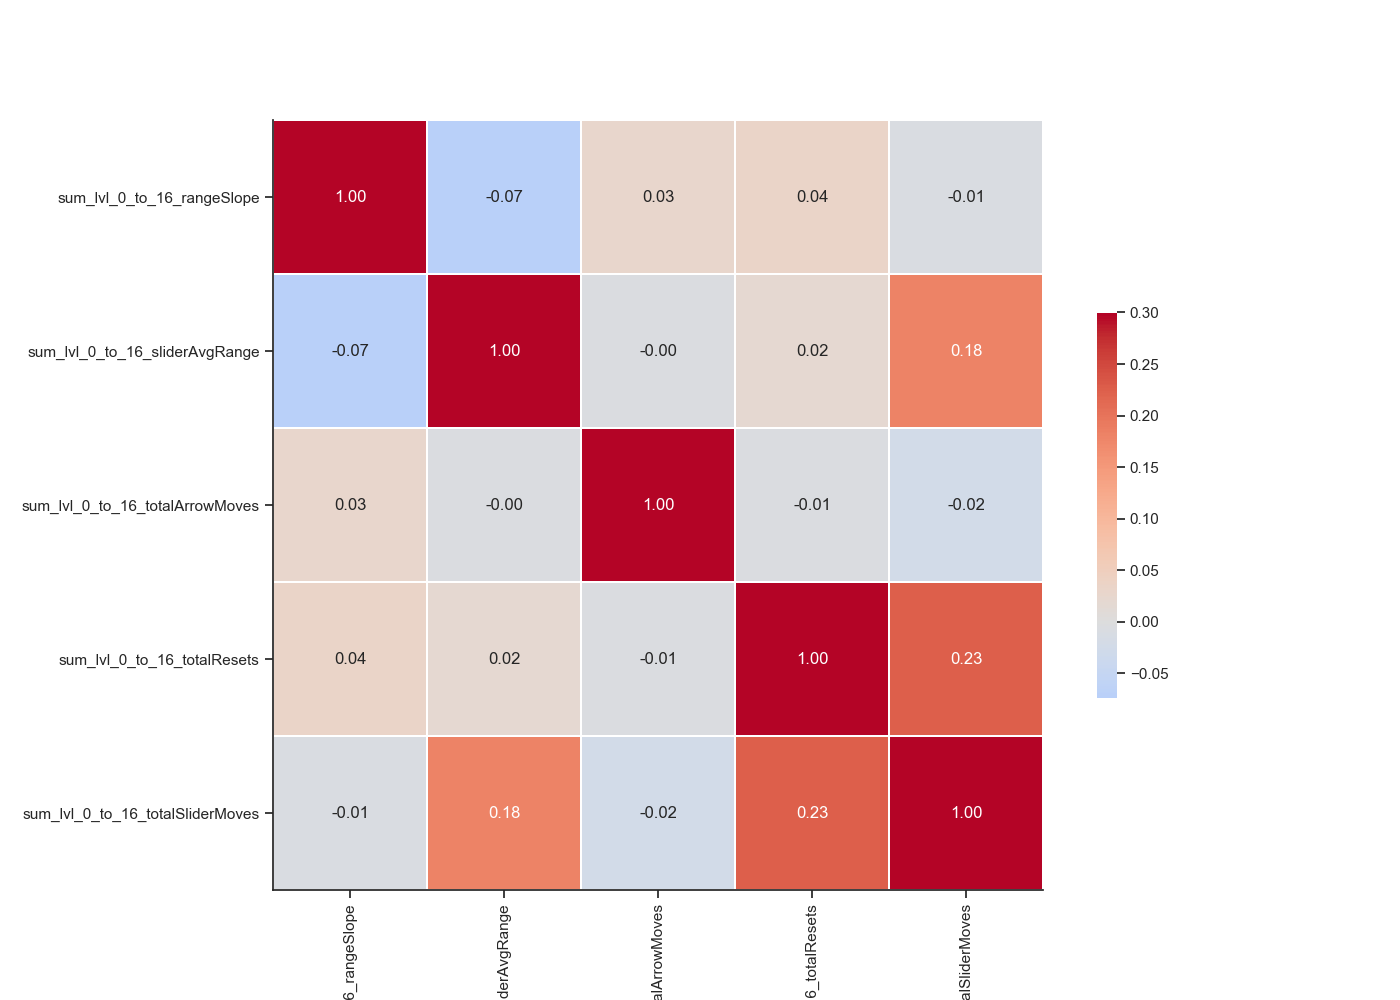 sum_lvl_0_to_16_rangeSlope 1.00 -0.07 0.03 0.04 -0.01
sum_lvl_0_to_16_sliderAvgRange -0.07 1.00 -0.00 0.02 0.18
sum_lvl_0_to_16_totalArrowMoves 0.03 -0.00 1.00 -0.01 -0.02
sum_lvl_0_to_16_totalResets 0.04 0.02 -0.01 1.00 0.23
sum_lvl_0_to_16_totalSliderMoves -0.01 0.18 -0.02 0.23 1.00
6_rangeSlope
derAvgRange
alArrowMoves
6_totalResets
alSliderMoves
0.30
0.25
0.20
0.15
0.10
0.05
0.00
−0.05